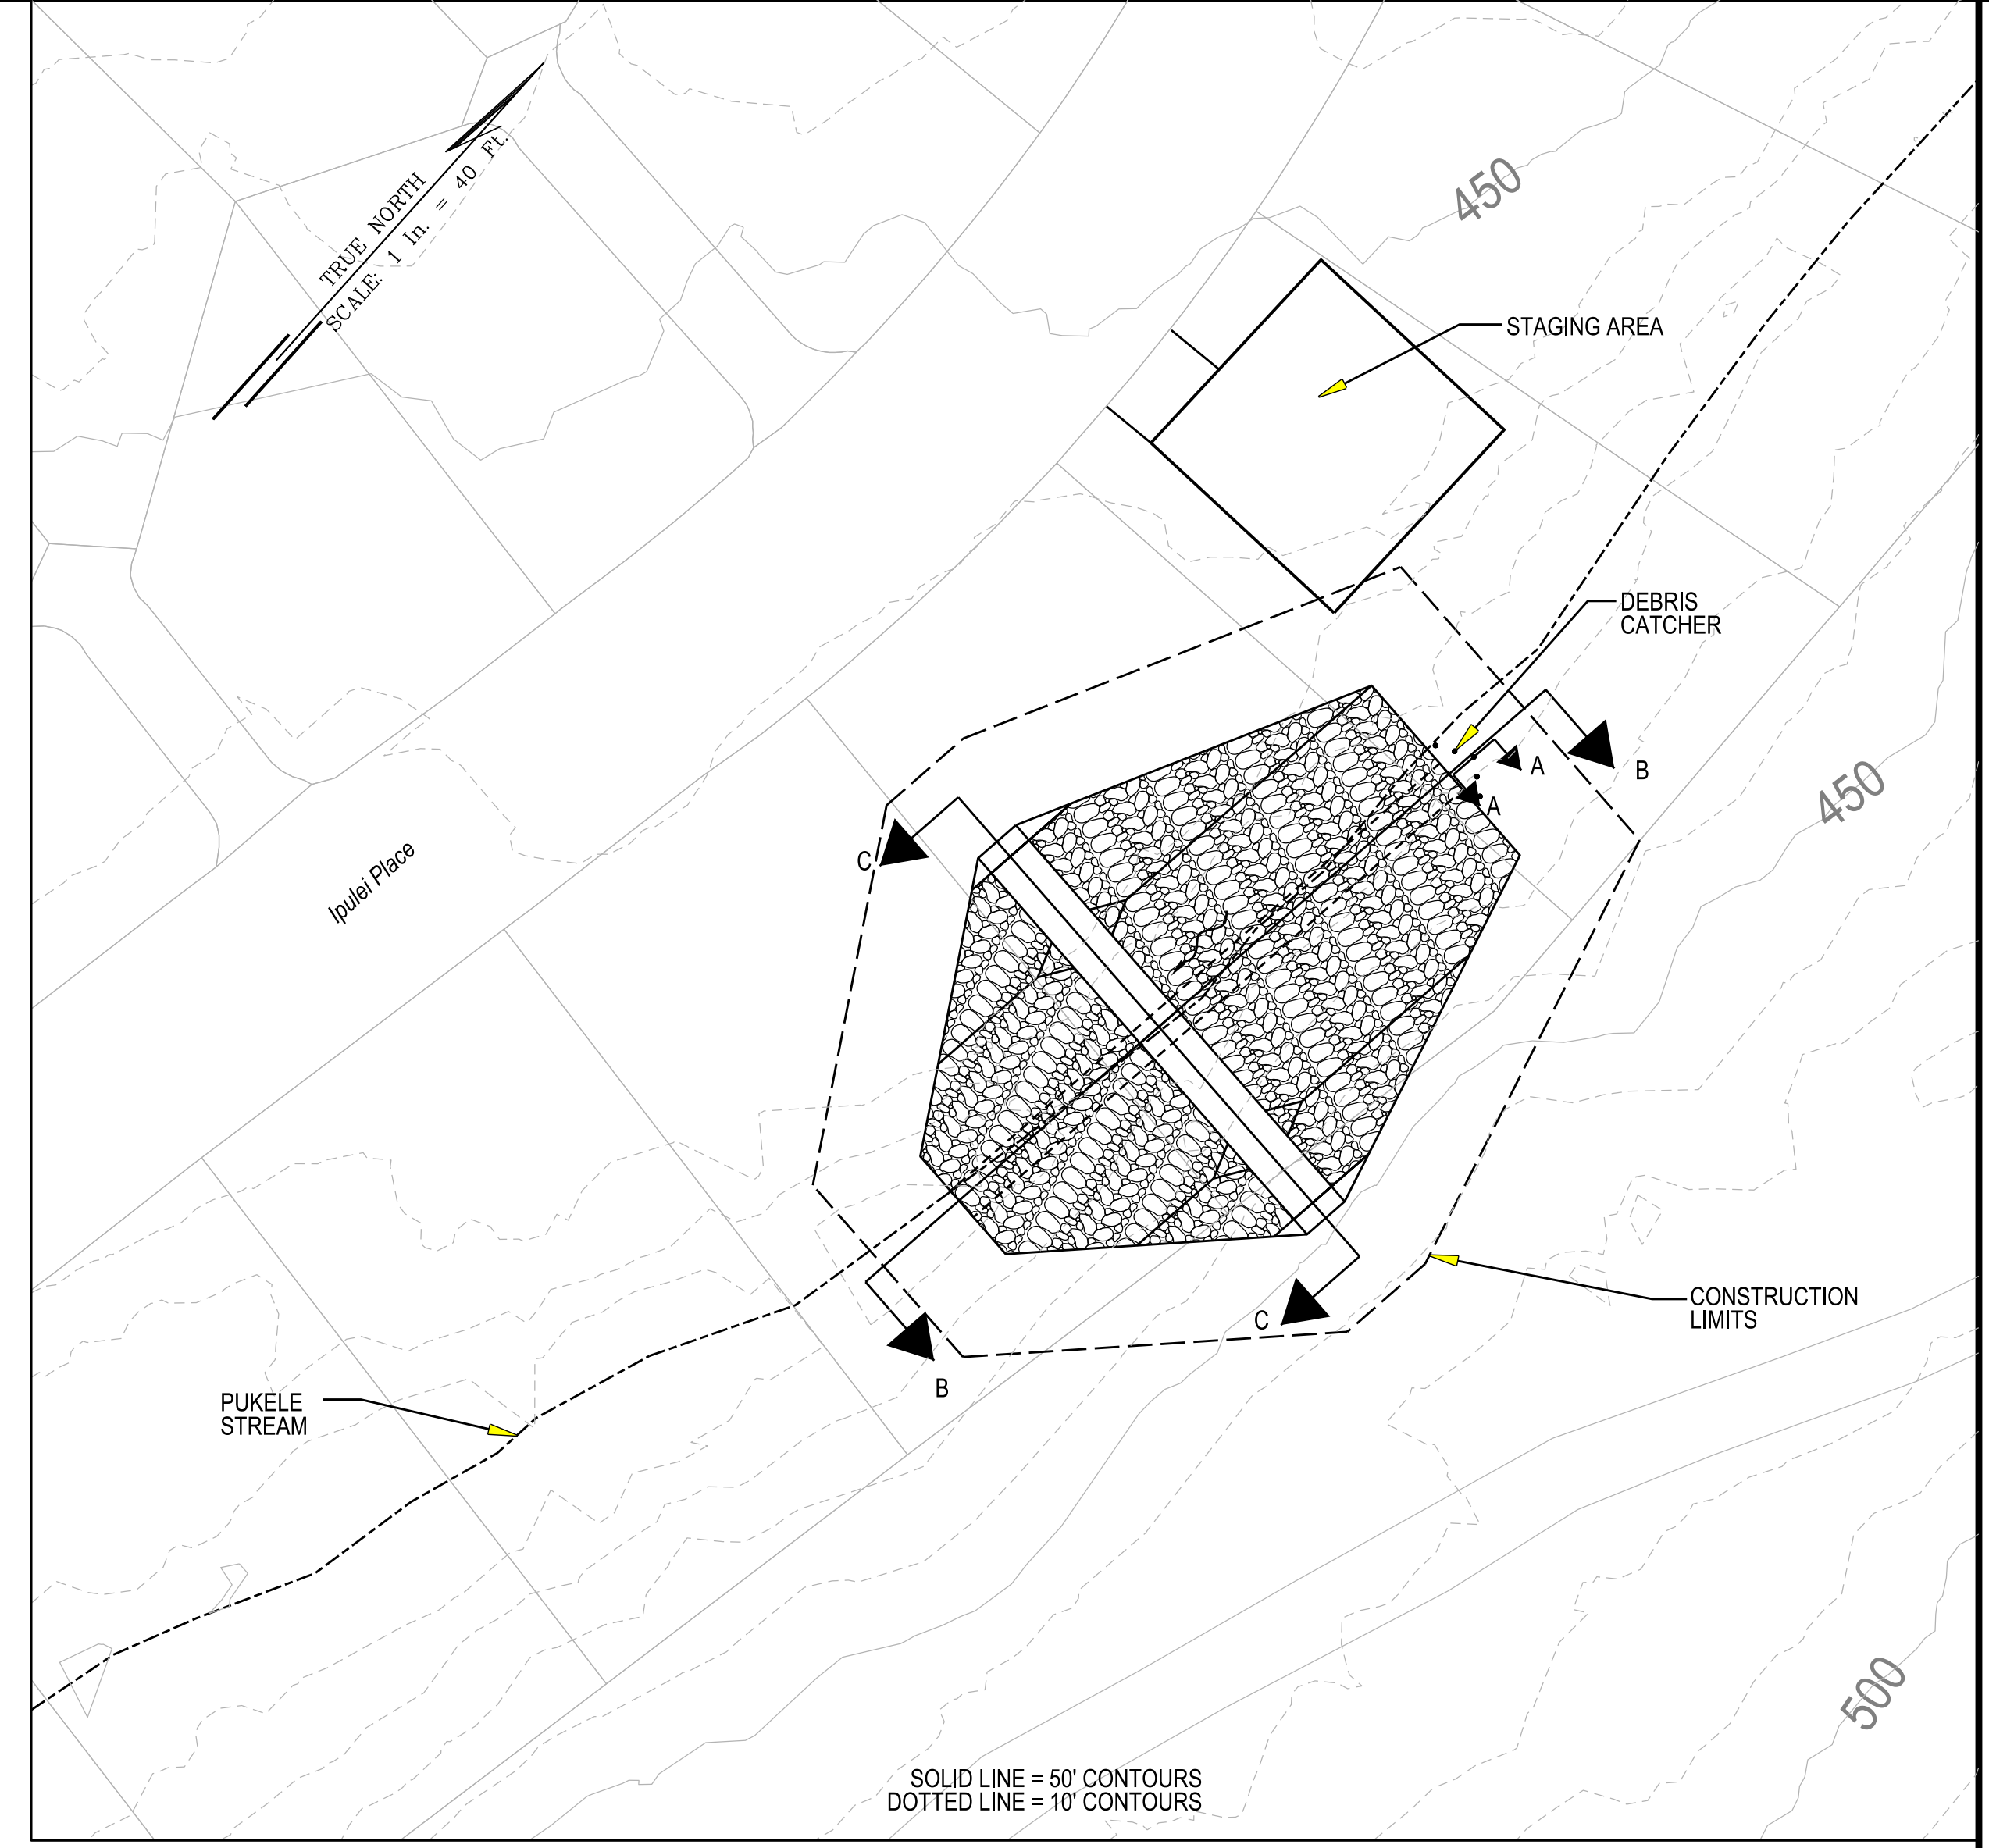 TRUE NORTH
SCALE: 1 In. = 40 Ft.
450
STAGING AREA
DEBRIS
CATCHER
A
B
A
450
C
Ipulei Place
CONSTRUCTION
LIMITS
C
B
PUKELE
STREAM
500
SOLID LINE = 50' CONTOURS
DOTTED LINE = 10' CONTOURS